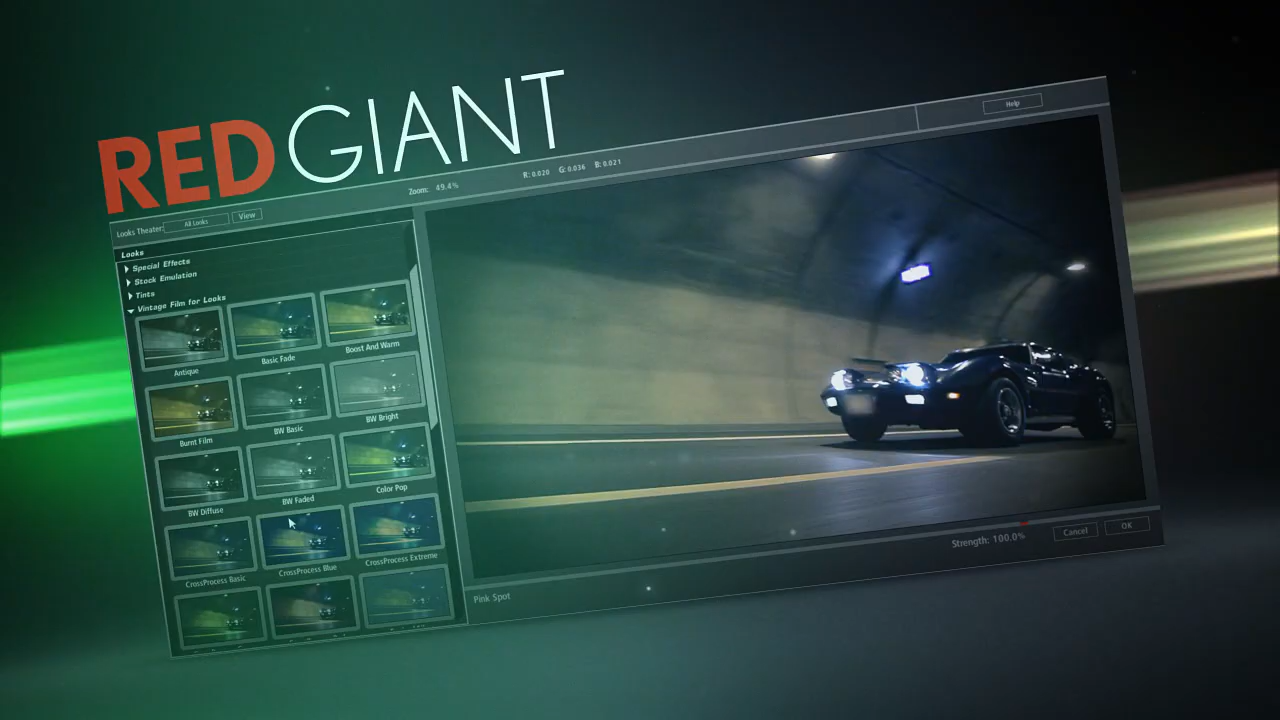 RED GIANT
Help
Zoom: 49.4% R: 0.020 G: 0.036 B: 0.021
Looks Theater: All Looks View
Looks
Special Effects
Stock Emulation
Tints
Vintage Film for Looks
Antique Basic Fade Boost And Warm
Burnt Film BW Basic BW Bright
BW Diffuse BW Faded Color Pop
CrossProcess Basic CrossProcess Blue CrossProcess Extreme
Pink Spot
Strength: 100.0% Cancel OK